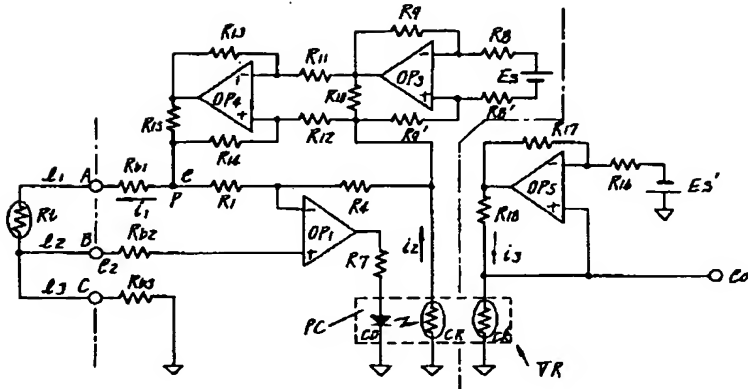 R13
R9
R11
R8
OP4
R10
OP3
Es
R15
R12
R9'
R8'
R14
R17
l1
A
Rb1
e
R1
R4
OP5
R16
Es'
i1
P
R18
Rt
l2
B
Rb2
OP1
i2
i3
e2
R7
eo
l3
C
Rb3
PC
CD
CR
CR
VR